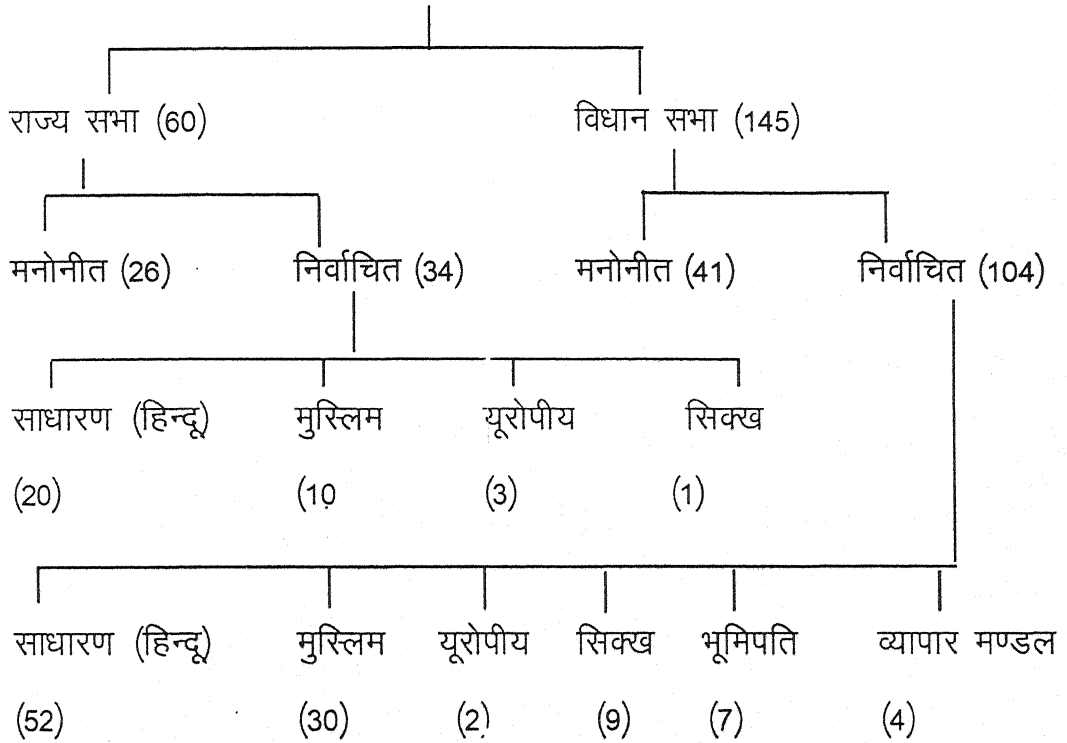 राज्य सभा (60) विधान सभा (145)
मनोनीत (26) निर्वाचित (34) मनोनीत (41) निर्वाचित (104)
साधारण (हिन्दू) मुस्लिम यूरोपीय सिक्ख
(20) (10 (3) (1)
साधारण (हिन्दू) मुस्लिम यूरोपीय सिक्ख भूमिपति व्यापार मण्डल
(52) (30) (2) (9) (7) (4)